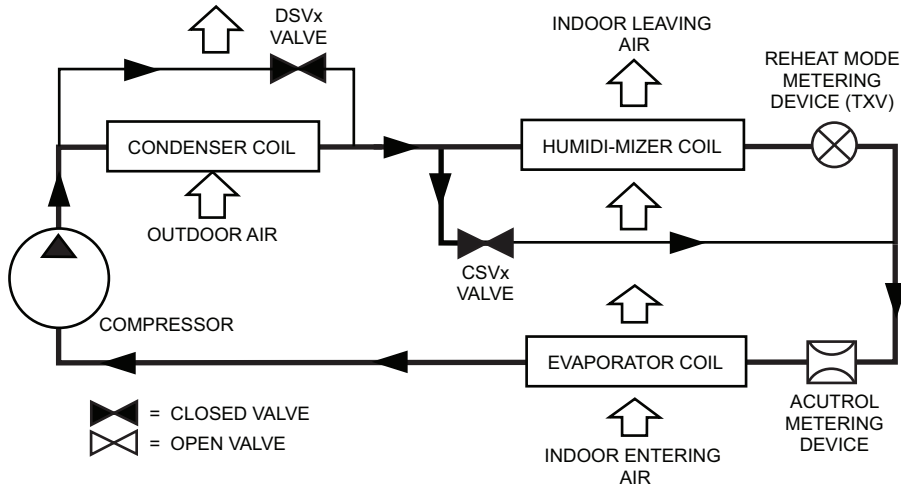 DSVx
VALVE
INDOOR LEAVING
AIR
REHEAT MODE
METERING
DEVICE (TXV)
CONDENSER COIL
HUMIDI-MIZER COIL
OUTDOOR AIR
CSVx
VALVE
COMPRESSOR
EVAPORATOR COIL
ACUTROL
METERING
DEVICE
= CLOSED VALVE
= OPEN VALVE
INDOOR ENTERING
AIR